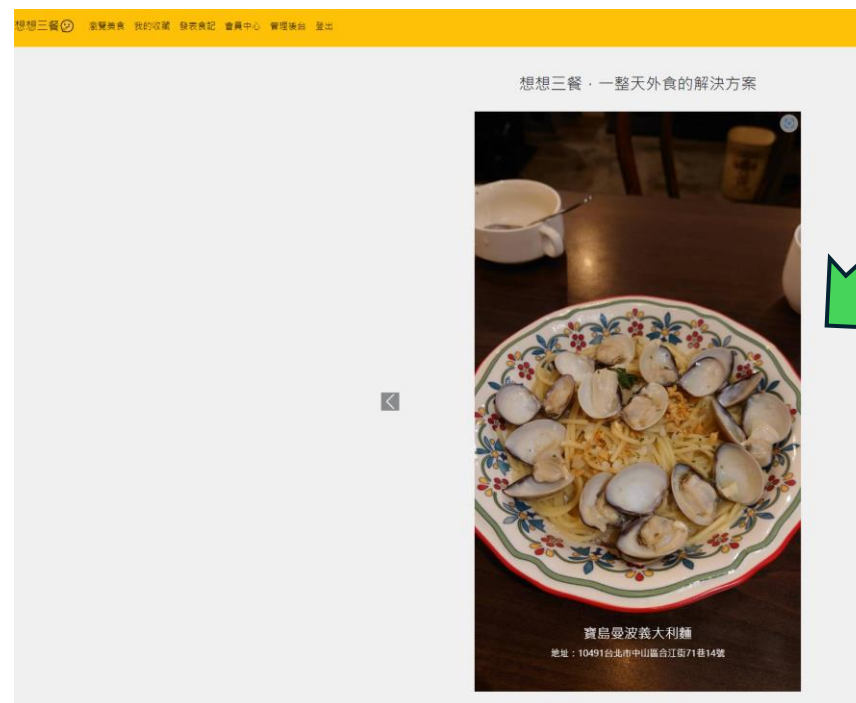 想想三餐
瀏覽美食 我的收藏 發表食記 會員中心 管理後台 登出
想想三餐．一整天外食的解決方案
寶島曼波義大利麵
地址：10491台北市中山區合江街71巷14號